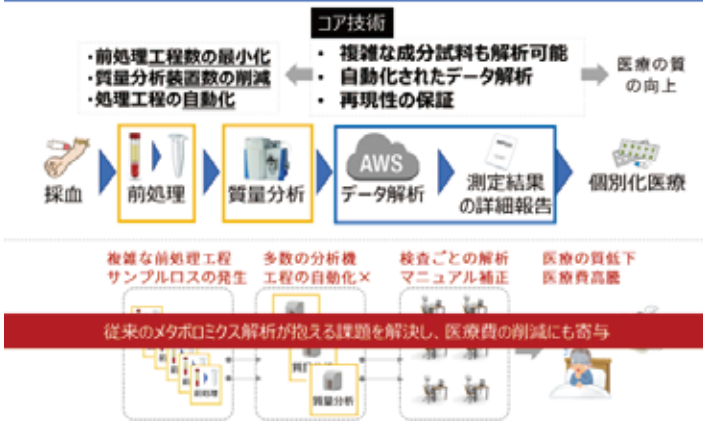 コア技術
・前処理工程数の最小化
・質量分析装置数の削減
・処理工程の自動化
• 複雑な成分試料も解析可能
• 自動化されたデータ解析
• 再現性の保証
医療の質
の向上
採血
前処理
質量分析
AWS
データ解析
測定結果
の詳細報告
個別化医療
複雑な前処理工程
サンプルロスの発生
多数の分析機
工程の自動化×
検査ごとの解析
マニュアル補正
医療の質低下
医療費高騰
従来のメタボロミクス解析が抱える課題を解決し、医療費の削減にも寄与
前処理
質量分析